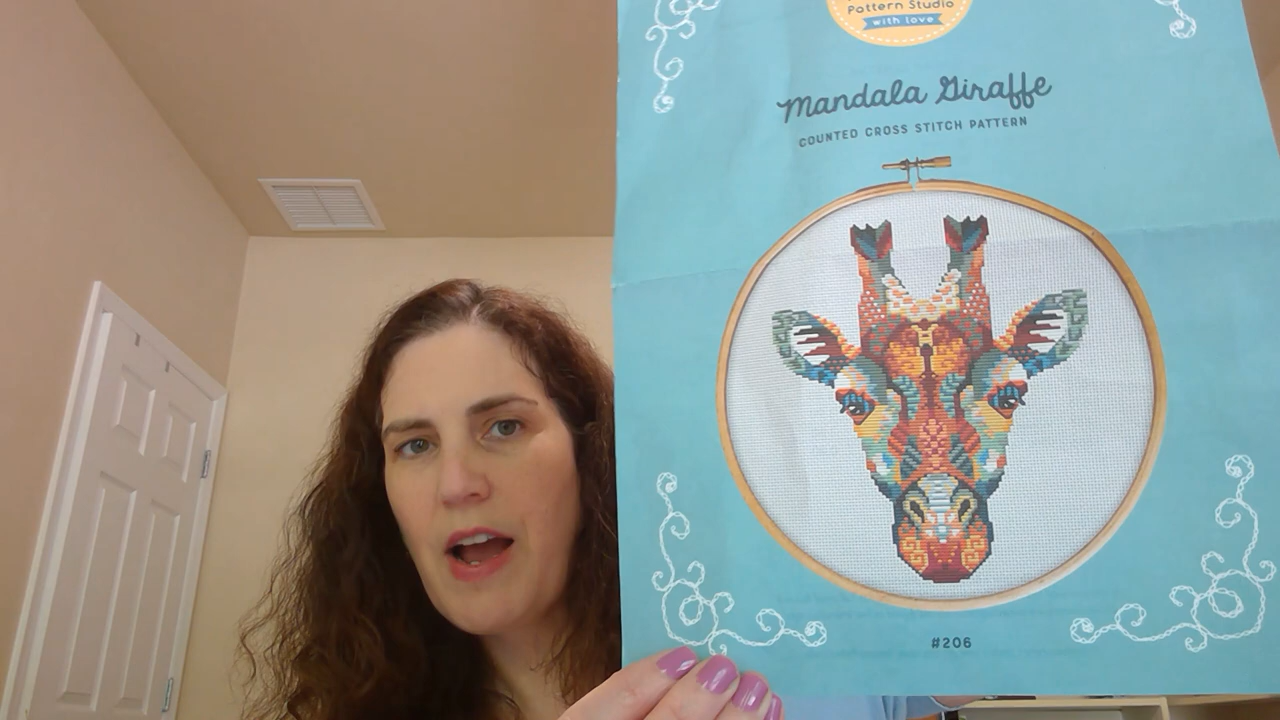 Pattern Studio
with love
Mandala Giraffe
COUNTED CROSS STITCH PATTERN
#206